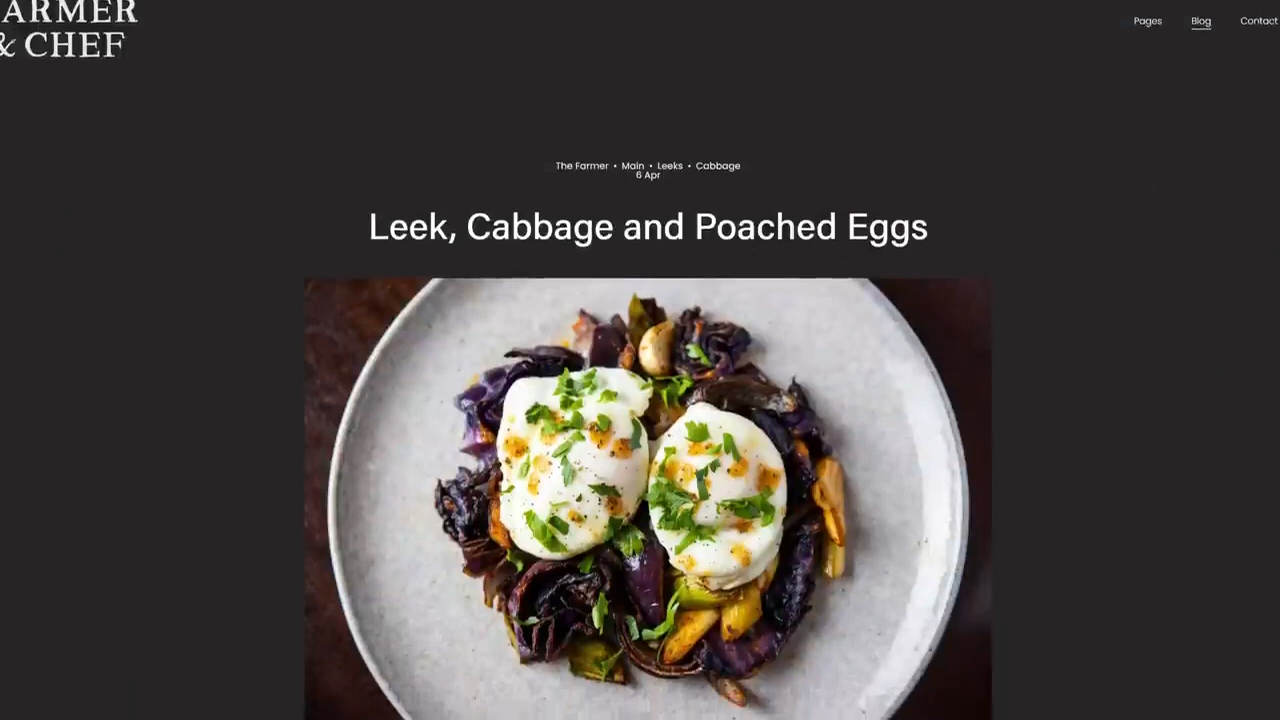 ARMER
& CHEF
Pages Blog Contact
The Farmer • Main • Leeks • Cabbage
6 Apr
Leek, Cabbage and Poached Eggs